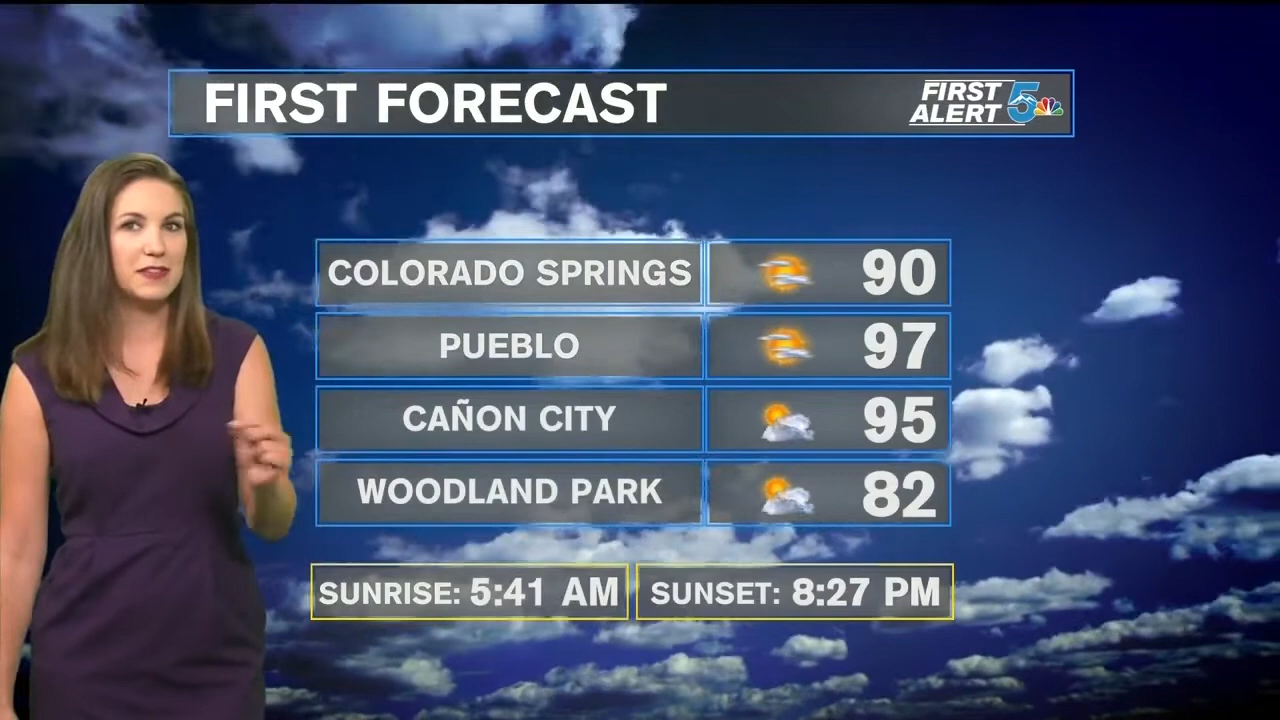 FIRST FORECAST
FIRST
ALERT 5
COLORADO SPRINGS 90
PUEBLO 97
CAÑON CITY 95
WOODLAND PARK 82
SUNRISE: 5:41 AM SUNSET: 8:27 PM